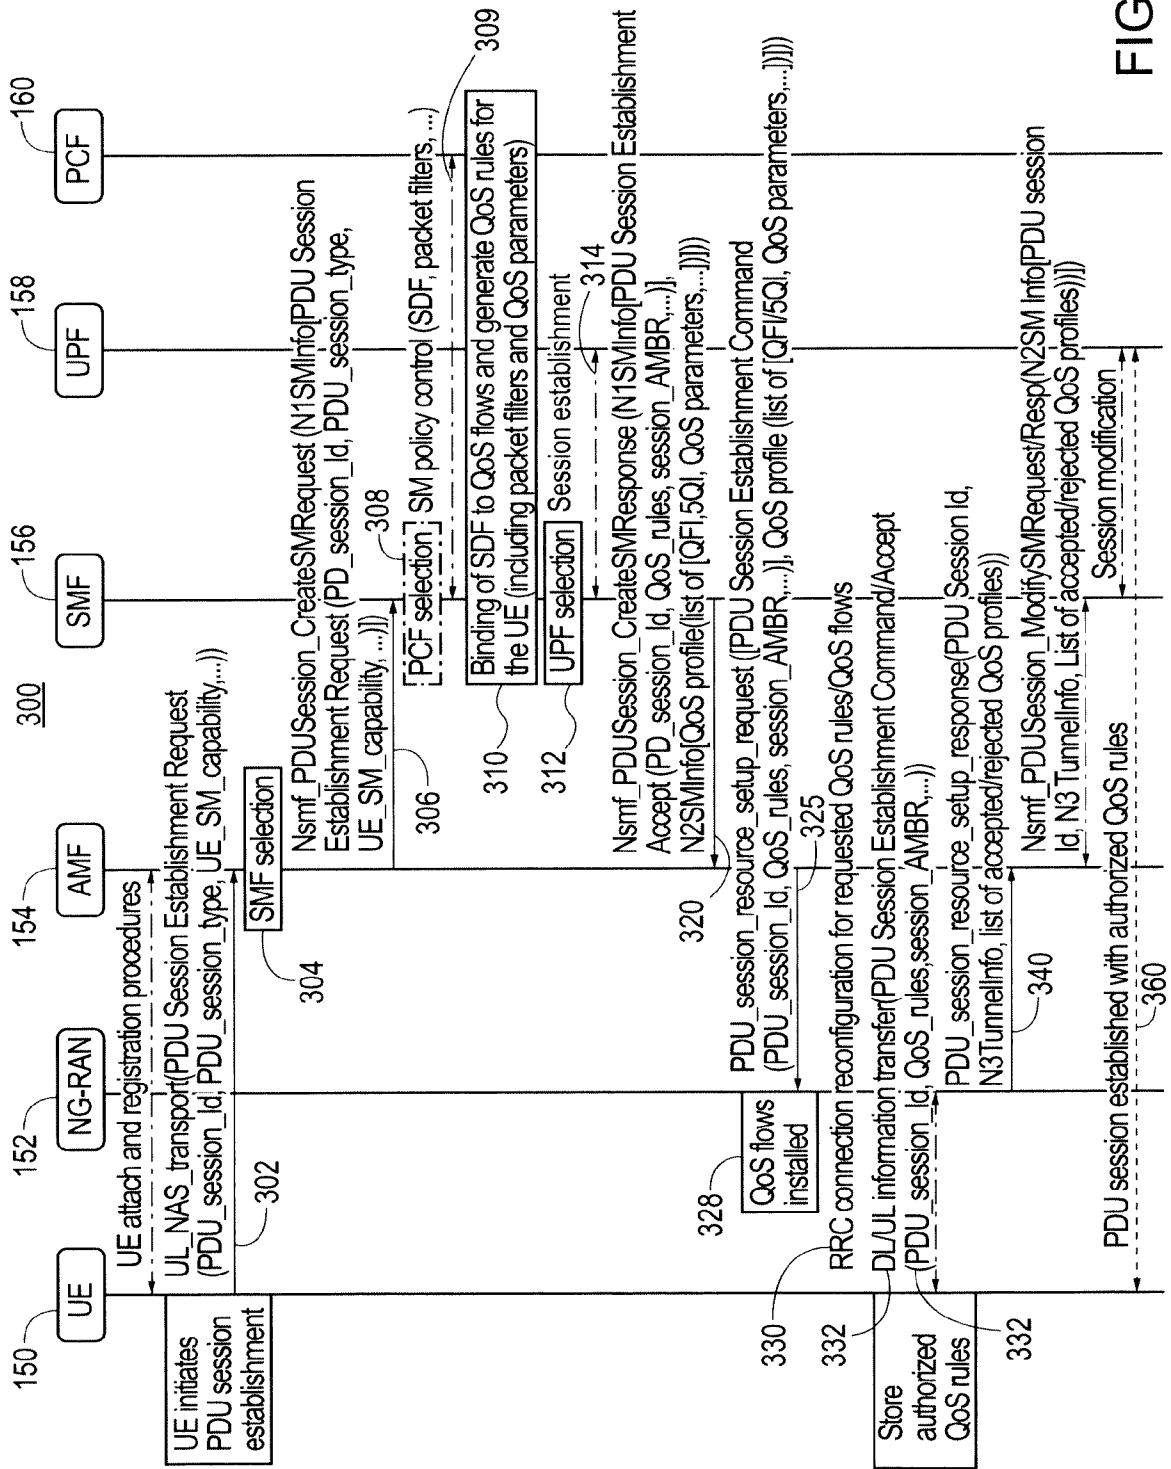 300
150
UE
152
NG-RAN
154
AMF
156
SMF
158
UPF
160
PCF
UE attach and registration procedures
UE initiates
PDU session
establishment
UL_NAS_transport(PDU Session Establishment Request
(PDU_session_Id, PDU_session_type, UE_SM_capability,...))
302
SMF selection
304
Nsmf_PDUSession_CreateSMRequest (N1SMInfo[PDU Session
Establishment Request (PD_session_Id, PDU_session_type,
UE_SM_capability, ...)])
306
308
PCF selection
SM policy control (SDF, packet filters, ...)
309
Binding of SDF to QoS flows and generate QoS rules for
the UE (including packet filters and QoS parameters)
310
UPF selection
312
Session establishment
314
Nsmf_PDUSession_CreateSMResponse (N1SMInfo[PDU Session Establishment
Accept (PD_session_Id, QoS_rules, session_AMBR,...)],
N2SMInfo[QoS profile(list of [QFI,5QI, QoS parameters,...])]))
320
PDU_session_resource_setup_request ([PDU Session Establishment Command
(PDU_session_Id, QoS_rules, session_AMBR,...)], QoS profile (list of [QFI/5QI, QoS parameters,...])))
325
QoS flows
installed
328
RRC connection reconfiguration for requested QoS rules/QoS flows
330
DL/UL information transfer(PDU Session Establishment Command/Accept
(PDU_session_Id, QoS_rules,session_AMBR,...))
332
332
Store
authorized
QoS rules
PDU_session_resource_setup_response(PDU Session Id,
N3TunnelInfo, list of accepted/rejected QoS profiles))
340
Nsmf_PDUSession_ModifySMRequest/Resp(N2SM Info[PDU session
Id, N3 TunnelInfo, List of accepted/rejected QoS profiles))])
Session modification
PDU session established with authorized QoS rules
360
FIG